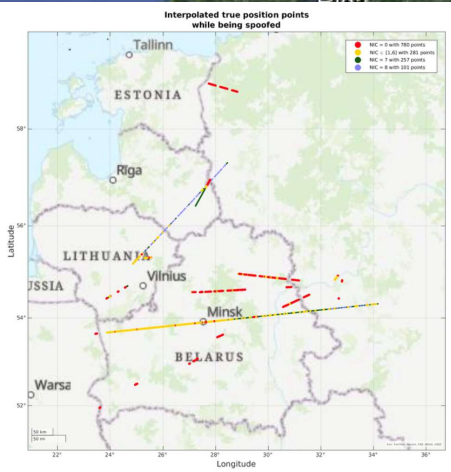 Interpolated true position points
while being spoofed
Tallinn
NIC = 0 with 780 points
NIC ∈ [1,6] with 281 points
NIC = 7 with 257 points
NIC = 8 with 101 points
ESTONIA
58°
Rīga
56°
LITHUANIA
USSIA
Vilnius
54°
Minsk
BELARUS
Warsa
52°
50 km
50 mi
22°
24°
26°
28°
30°
32°
34°
36°
Latitude
Longitude